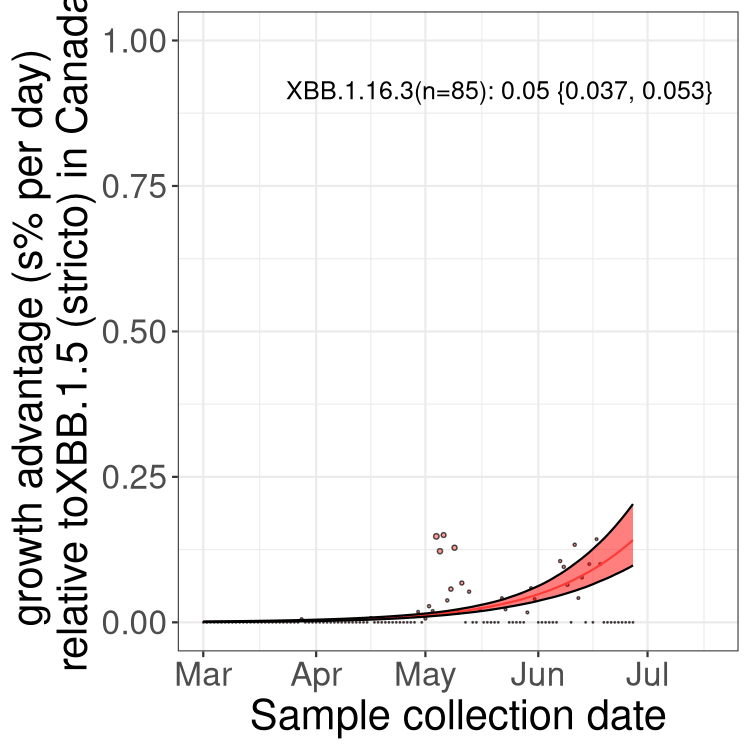 growth advantage (s% per day)
relative toXBB.1.5 (stricto) in Canada
1.00
0.75
0.50
0.25
0.00
XBB.1.16.3(n=85): 0.05 {0.037, 0.053}
Mar Apr May Jun Jul
Sample collection date